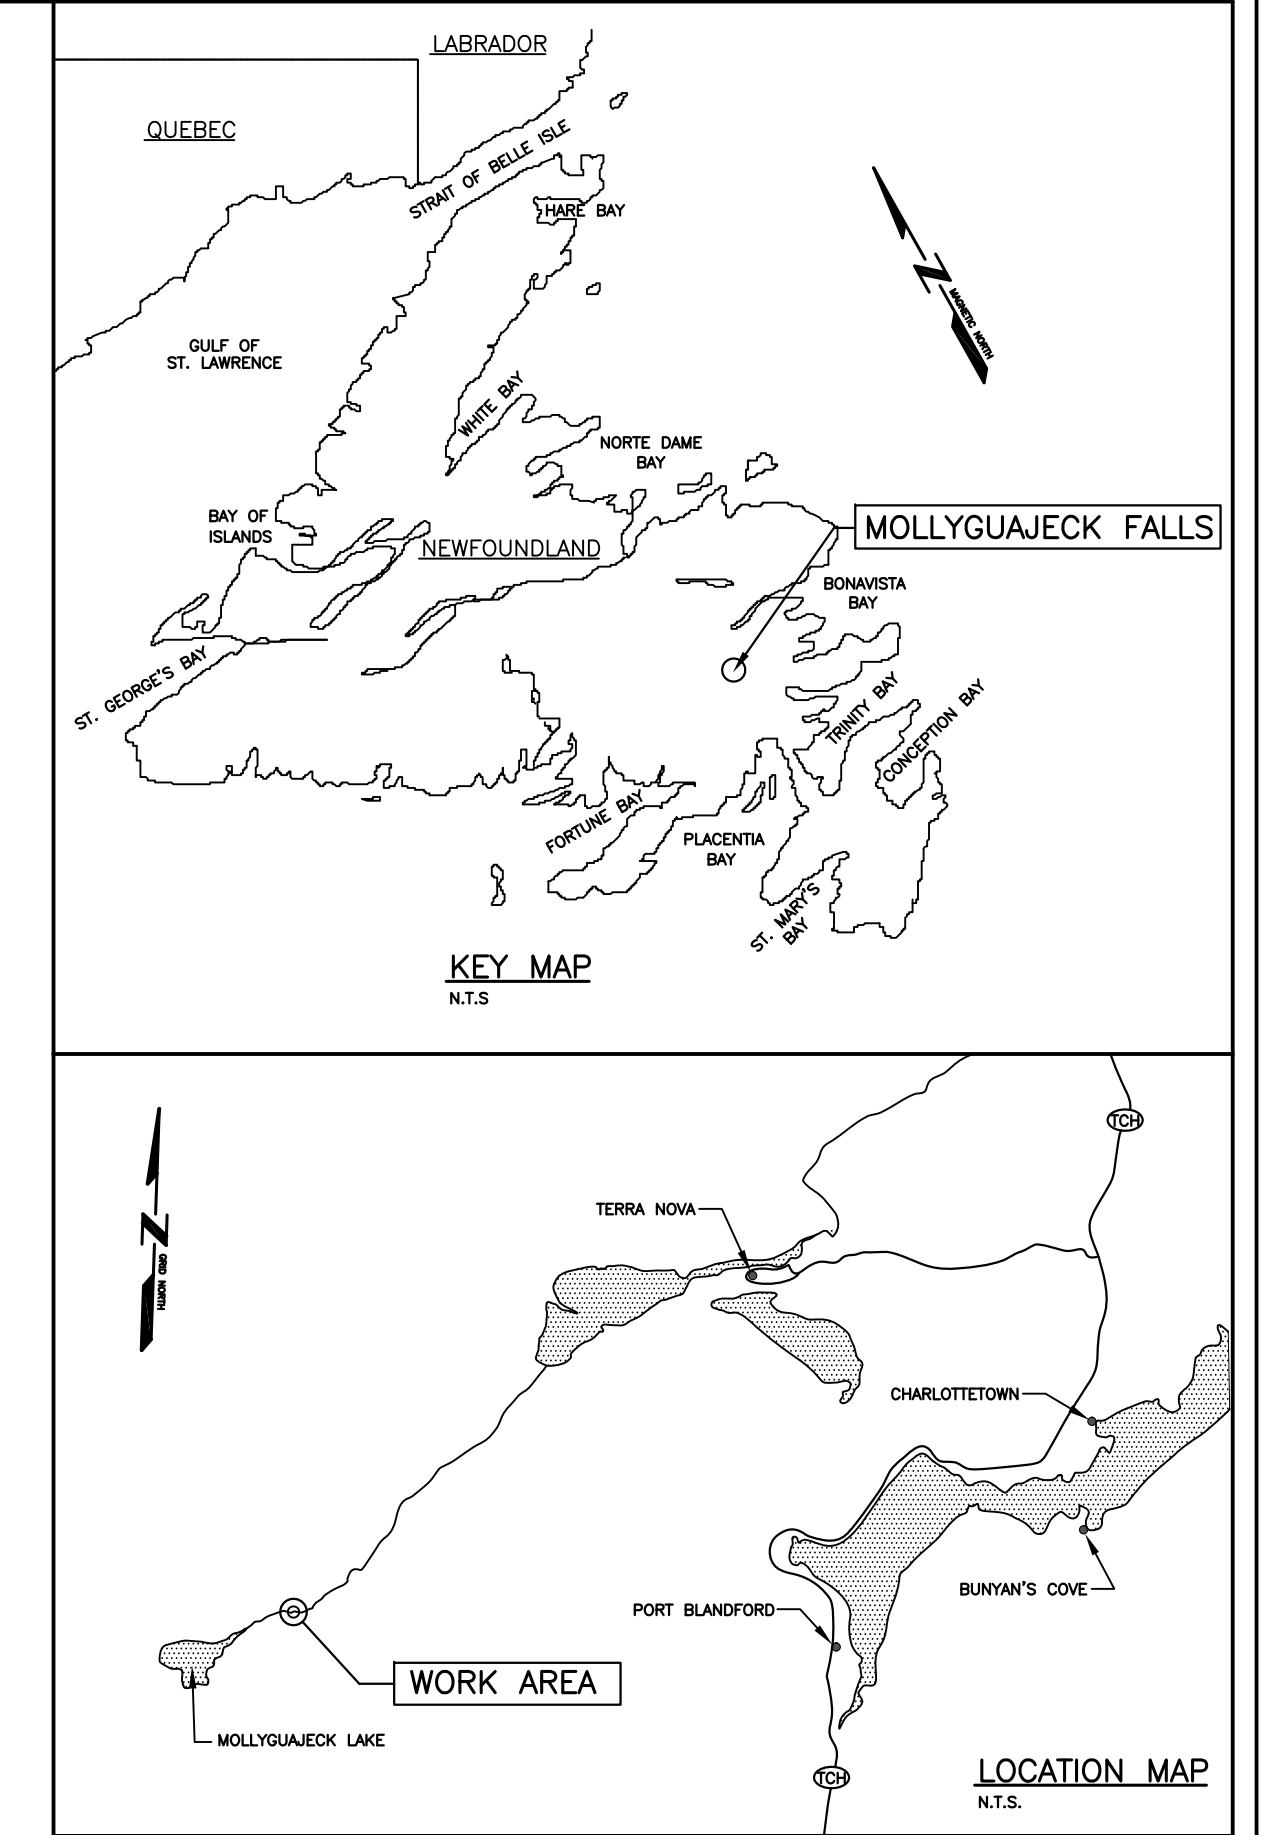 LABRADOR
QUEBEC
STRAIT OF BELLE ISLE
HARE BAY
MAGNETIC NORTH
GULF OF
ST. LAWRENCE
WHITE BAY
NORTE DAME
BAY
BAY OF
ISLANDS
NEWFOUNDLAND
MOLLYGUAJECK FALLS
BONAVISTA
BAY
ST. GEORGE'S BAY
TRINITY BAY
CONCEPTION BAY
FORTUNE BAY
PLACENTIA
BAY
ST. MARY'S
BAY
KEY MAP
N.T.S
TCH
TERRA NOVA
GRID NORTH
CHARLOTTETOWN
BUNYAN'S COVE
PORT BLANDFORD
WORK AREA
MOLLYGUAJECK LAKE
TCH
LOCATION MAP
N.T.S.